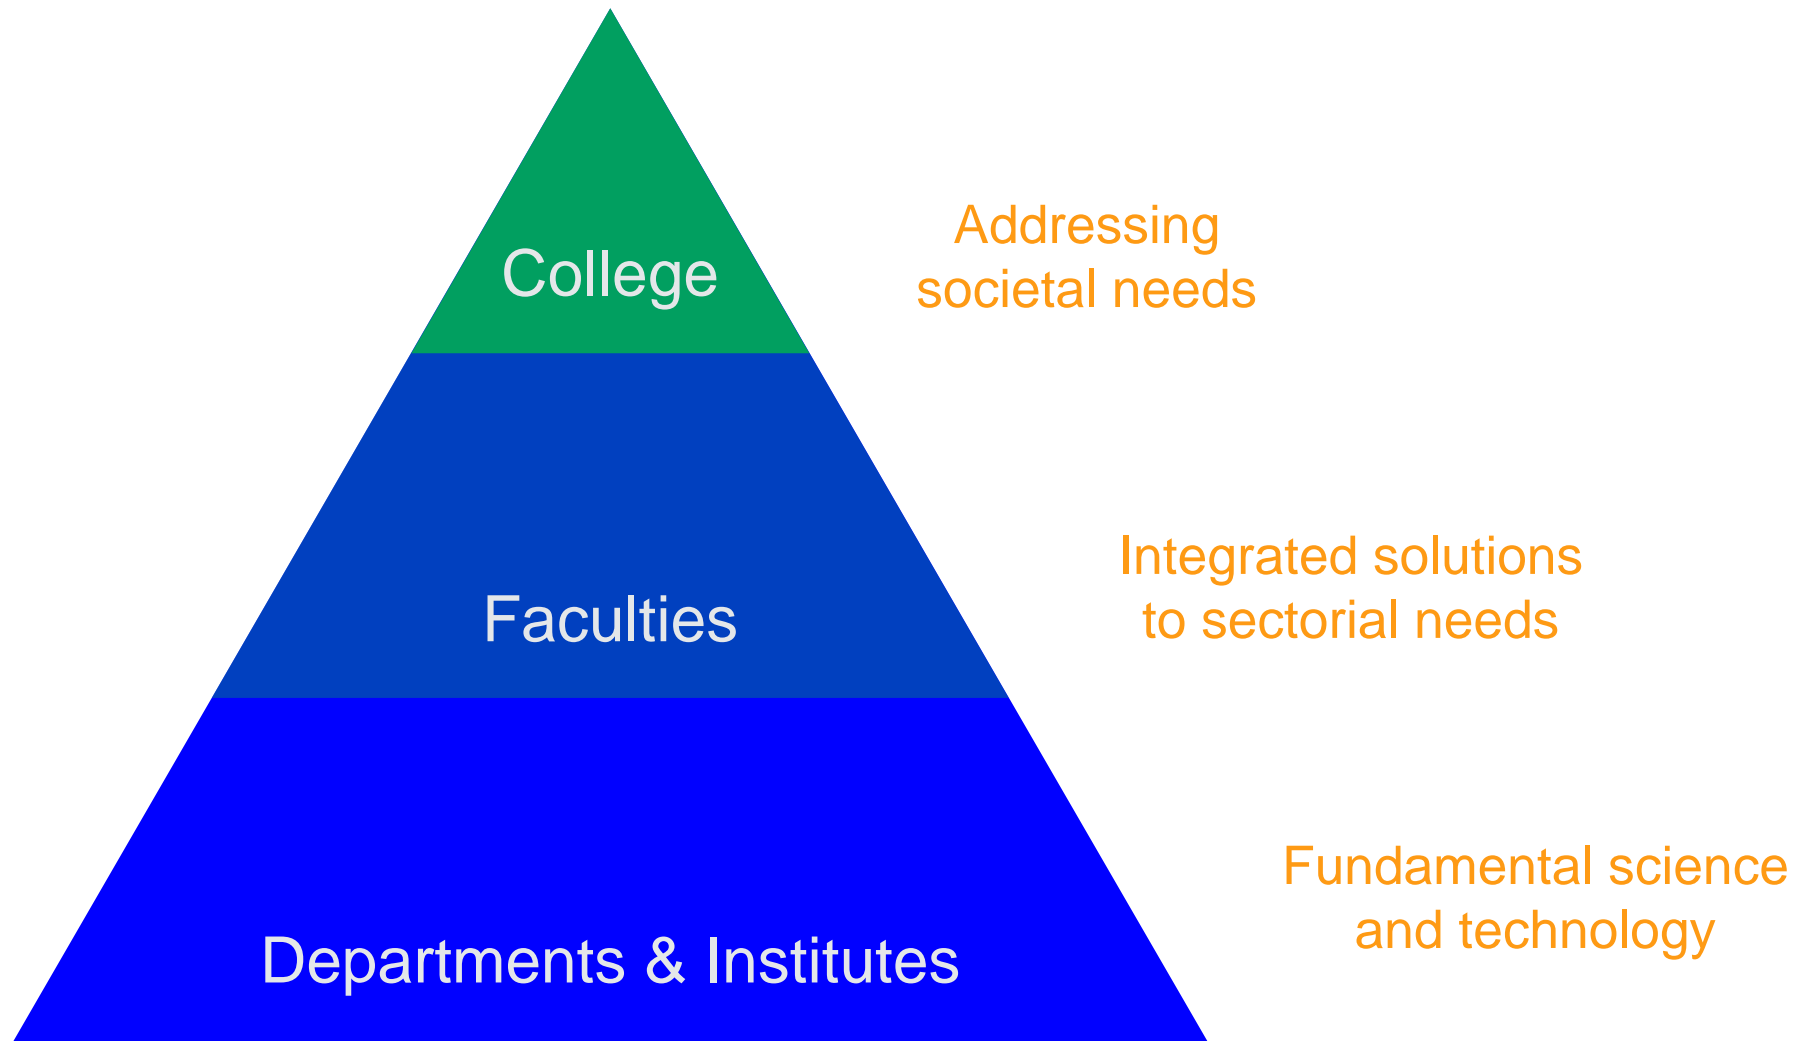 College
Addressing
societal needs
Faculties
Integrated solutions
to sectorial needs
Departments & Institutes
Fundamental science
and technology